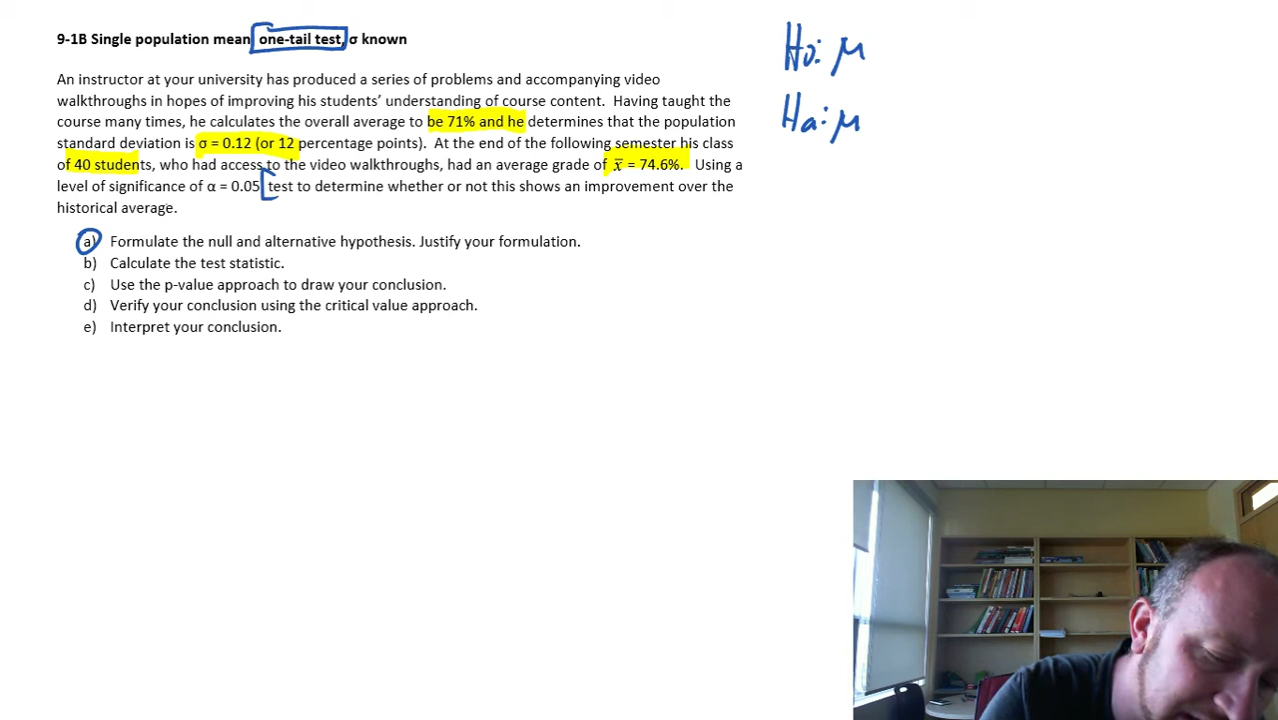 9-1B Single population mean one-tail test, σ known
An instructor at your university has produced a series of problems and accompanying video
walkthroughs in hopes of improving his students' understanding of course content. Having taught the
course many times, he calculates the overall average to be 71% and he determines that the population
standard deviation is σ = 0.12 (or 12 percentage points). At the end of the following semester his class
of 40 students, who had access to the video walkthroughs, had an average grade of x̅ = 74.6%. Using a
level of significance of α = 0.05 test to determine whether or not this shows an improvement over the
historical average.
a) Formulate the null and alternative hypothesis. Justify your formulation.
b) Calculate the test statistic.
c) Use the p-value approach to draw your conclusion.
d) Verify your conclusion using the critical value approach.
e) Interpret your conclusion.
Ho: μ
Ha: μ